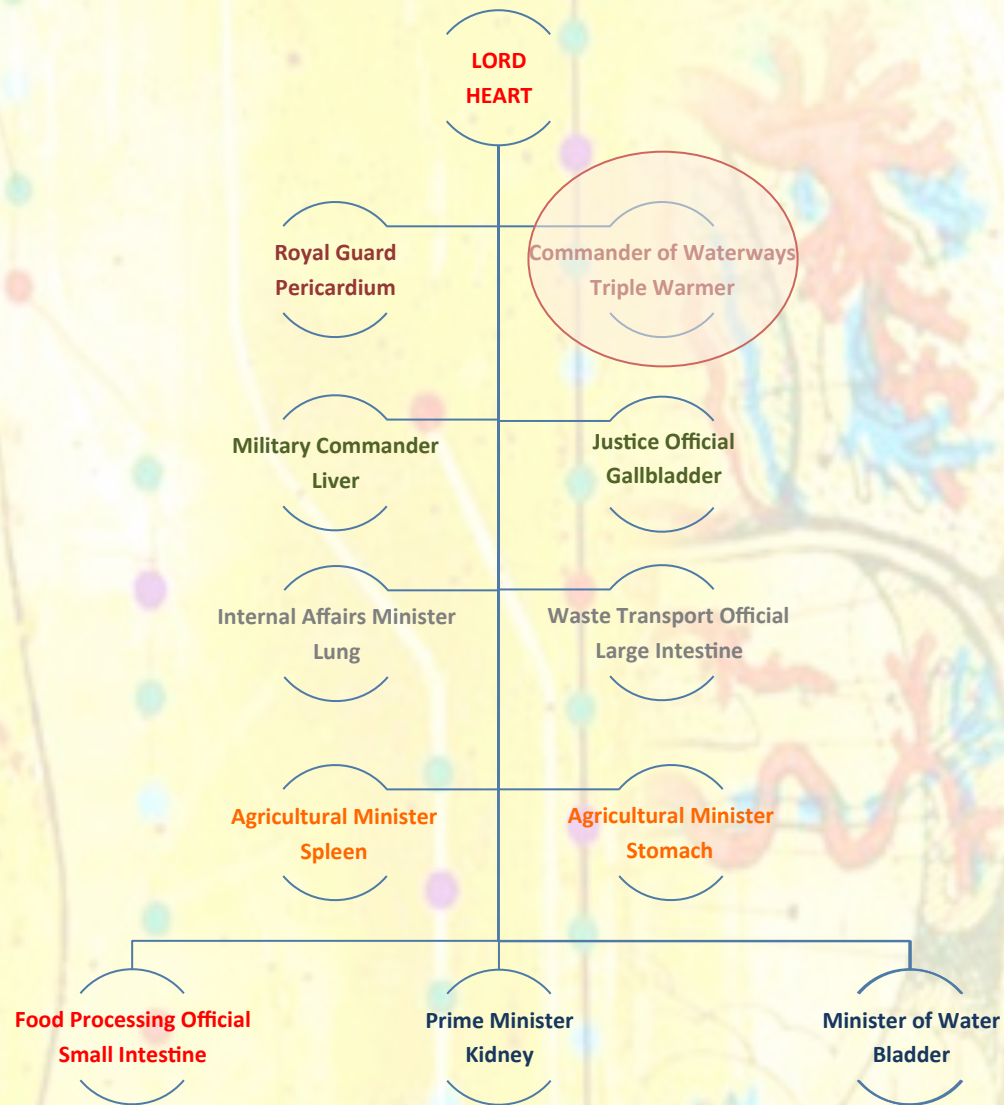 LORD
HEART
Royal Guard
Pericardium
Commander of Waterways
Triple Warmer
Military Commander
Liver
Justice Official
Gallbladder
Internal Affairs Minister
Lung
Waste Transport Official
Large Intestine
Agricultural Minister
Spleen
Agricultural Minister
Stomach
Food Processing Official
Small Intestine
Prime Minister
Kidney
Minister of Water
Bladder